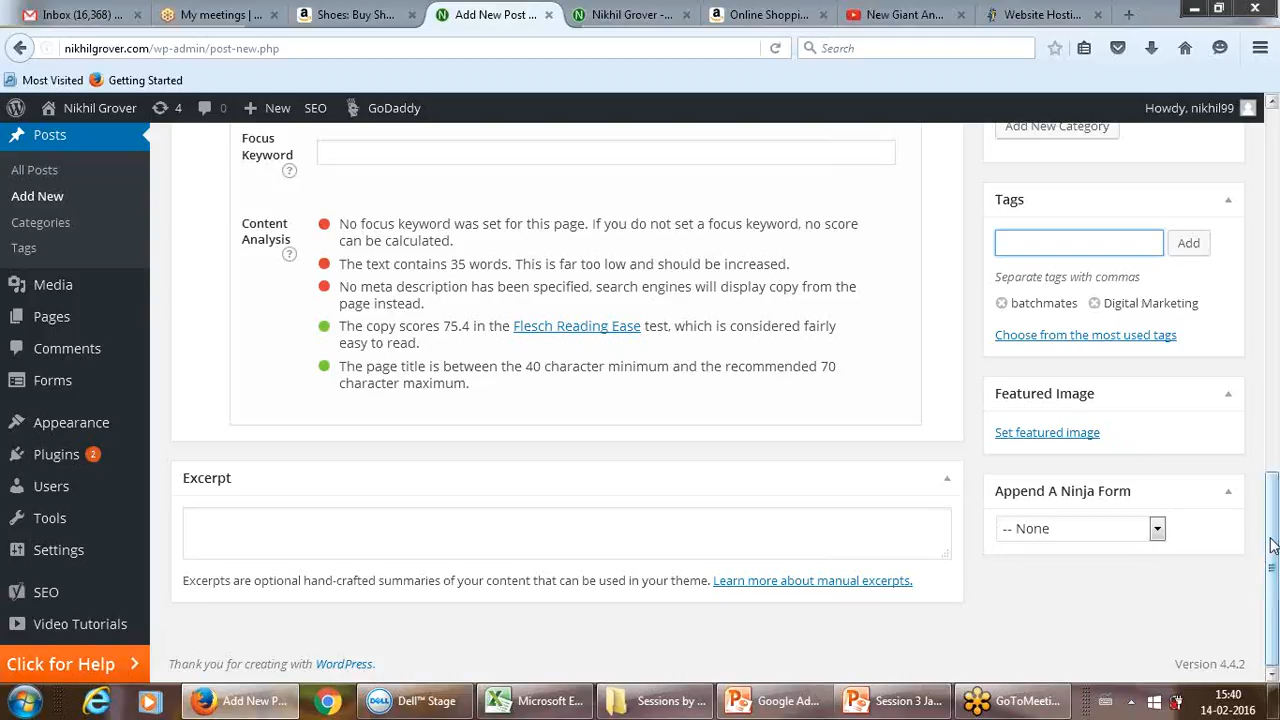 Inbox (16,368)
My meetings |
Shoes: Buy Sh
Add New Post
Nikhil Grover -
Online Shoppi
New Giant An
Website Hosti
nikhilgrover.com/wp-admin/post-new.php
Search
Most Visited
Getting Started
Nikhil Grover
4
0
New
SEO
GoDaddy
Howdy, nikhil99
Posts
All Posts
Add New
Categories
Tags
Media
Pages
Comments
Forms
Appearance
Plugins 2
Users
Tools
Settings
SEO
Video Tutorials
Click for Help
Focus
Keyword
?
Content
Analysis
?
No focus keyword was set for this page. If you do not set a focus keyword, no score
can be calculated.
The text contains 35 words. This is far too low and should be increased.
No meta description has been specified, search engines will display copy from the
page instead.
The copy scores 75.4 in the Flesch Reading Ease test, which is considered fairly
easy to read.
The page title is between the 40 character minimum and the recommended 70
character maximum.
Excerpt
Excerpts are optional hand-crafted summaries of your content that can be used in your theme. Learn more about manual excerpts.
Thank you for creating with WordPress.
Add New Category
Tags
Add
Separate tags with commas
batchmates
Digital Marketing
Choose from the most used tags
Featured Image
Set featured image
Append A Ninja Form
-- None
Version 4.4.2
Add New P...
Dell™ Stage
Microsoft E...
Sessions by ...
Google Ad...
Session 3 Ja...
GoToMeeti...
15:40
14-02-2016